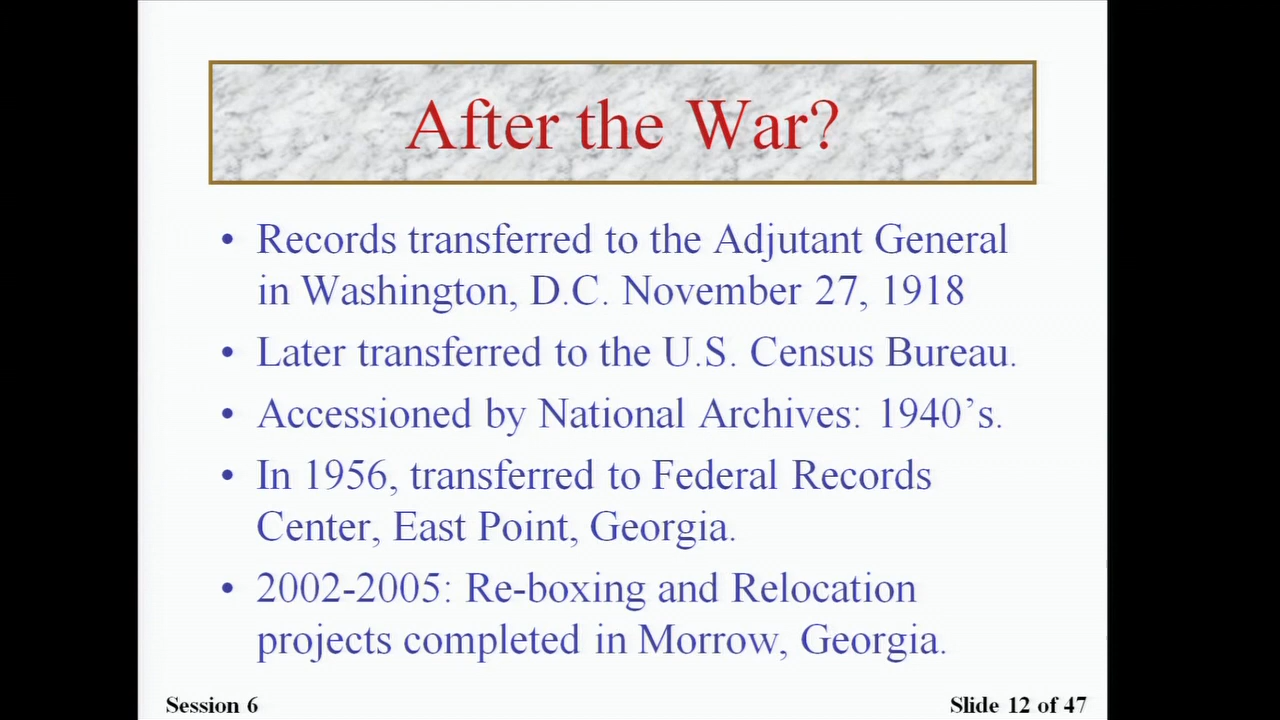 After the War?
• Records transferred to the Adjutant General
in Washington, D.C. November 27, 1918
• Later transferred to the U.S. Census Bureau.
• Accessioned by National Archives: 1940’s.
• In 1956, transferred to Federal Records
Center, East Point, Georgia.
• 2002-2005: Re-boxing and Relocation
projects completed in Morrow, Georgia.
Session 6
Slide 12 of 47